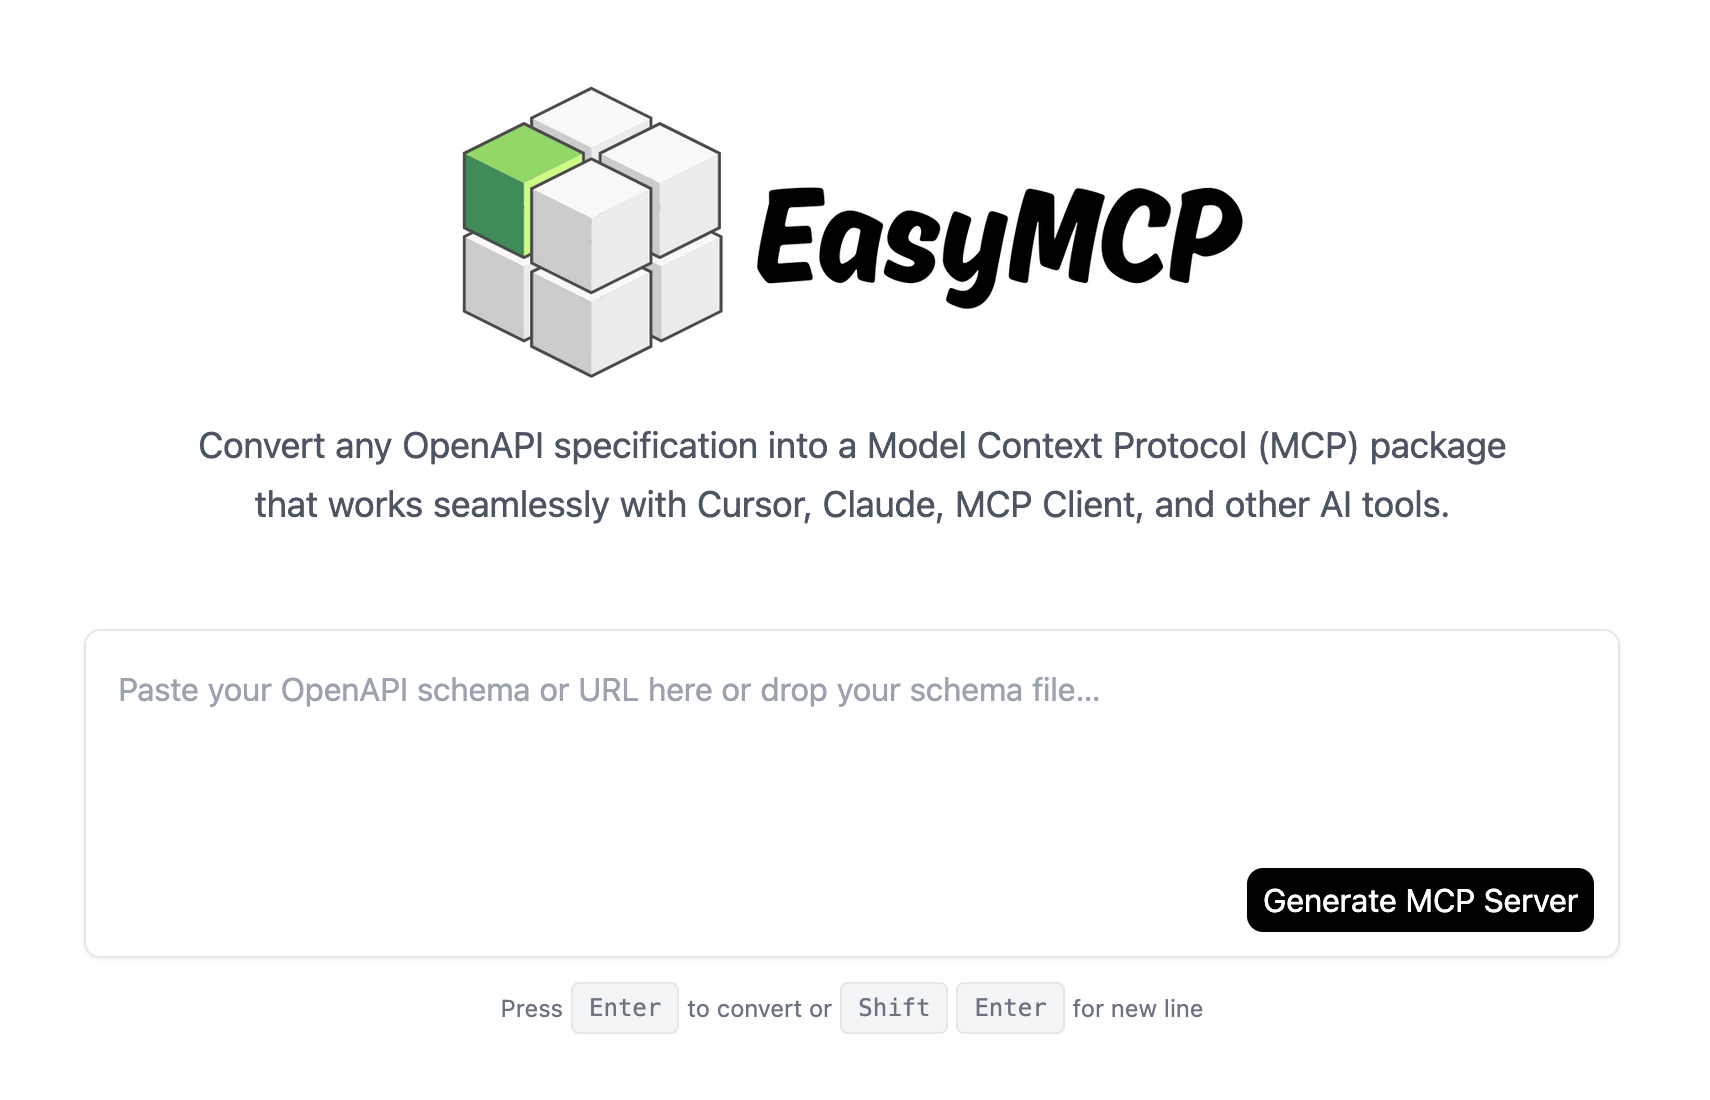 EasyMCP
Convert any OpenAPI specification into a Model Context Protocol (MCP) package
that works seamlessly with Cursor, Claude, MCP Client, and other AI tools.
Paste your OpenAPI schema or URL here or drop your schema file...
Generate MCP Server
Press Enter to convert or Shift Enter for new line